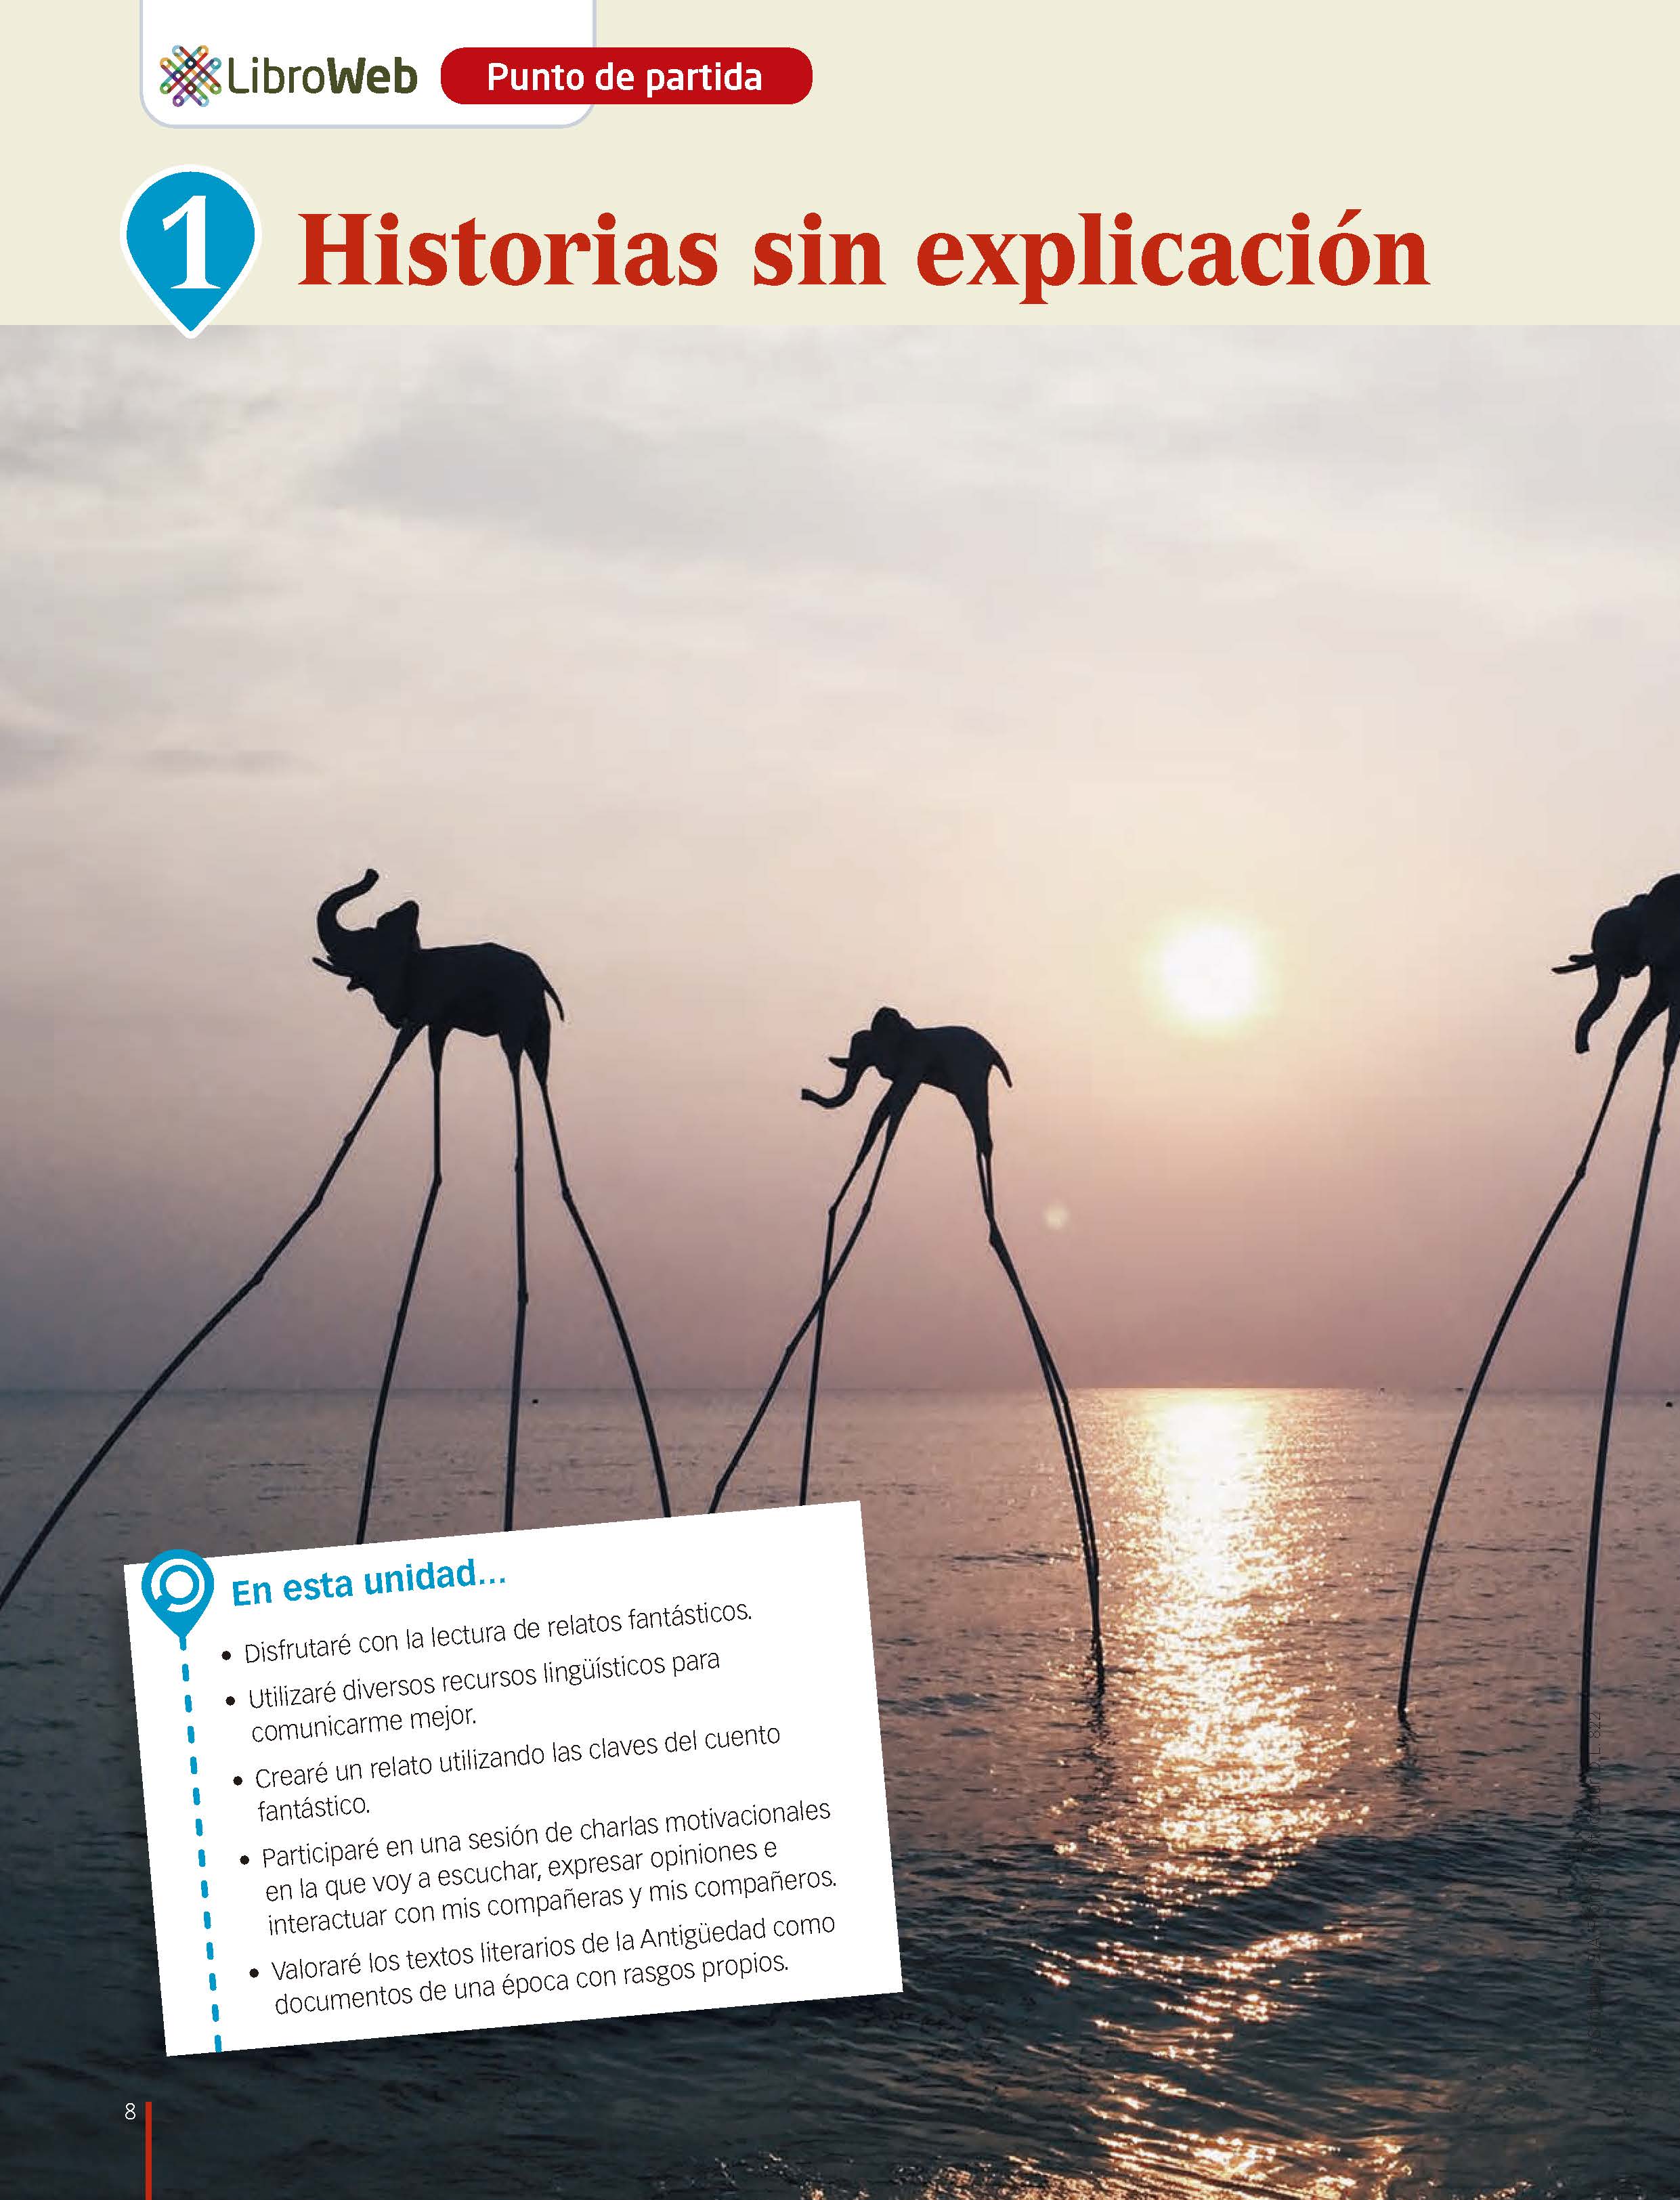 LibroWeb Punto de partida
1 Historias sin explicación
En esta unidad...
• Disfrutaré con la lectura de relatos fantásticos.
• Utilizaré diversos recursos lingüísticos para
comunicarme mejor.
• Crearé un relato utilizando las claves del cuento
fantástico.
• Participaré en una sesión de charlas motivacionales
en la que voy a escuchar, expresar opiniones e
interactuar con mis compañeras y mis compañeros.
• Valoraré los textos literarios de la Antigüedad como
documentos de una época con rasgos propios.
8